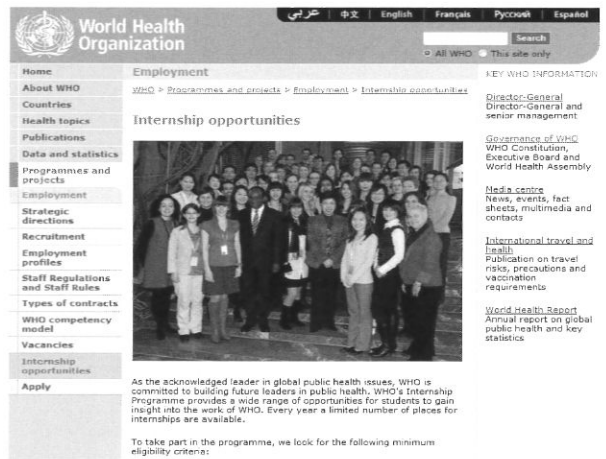 World Health
Organization
عربي
中文
English
Français
Русский
Español
Search
All WHO
This site only
Home
About WHO
Countries
Health topics
Publications
Data and statistics
Programmes and
projects
Employment
Strategic
directions
Recruitment
Employment
profiles
Staff Regulations
and Staff Rules
Types of contracts
WHO competency
model
Vacancies
Internship
opportunities
Apply
Employment
WHO > Programmes and projects > Employment > Internship opportunities
Internship opportunities
As the acknowledged leader in global public health issues, WHO is
committed to building future leaders in public health. WHO's Internship
Programme provides a wide range of opportunities for students to gain
insight into the work of WHO. Every year a limited number of places for
internships are available.
To take part in the programme, we look for the following minimum
eligibility criteria:
KEY WHO INFORMATION
Director-General
Director-General and
senior management
Governance of WHO
WHO Constitution,
Executive Board and
World Health Assembly
Media centre
News, events, fact
sheets, multimedia and
contacts
International travel and
health
Publication on travel
risks, precautions and
vaccination
requirements
World Health Report
Annual report on global
public health and key
statistics